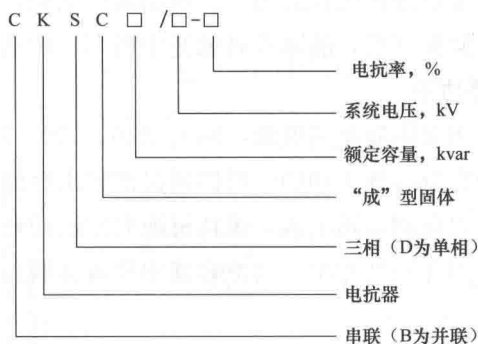 C K S C □ /□-□
电抗率，%
系统电压，kV
额定容量，kvar
“成”型固体
三相（D为单相）
电抗器
串联（B为并联）